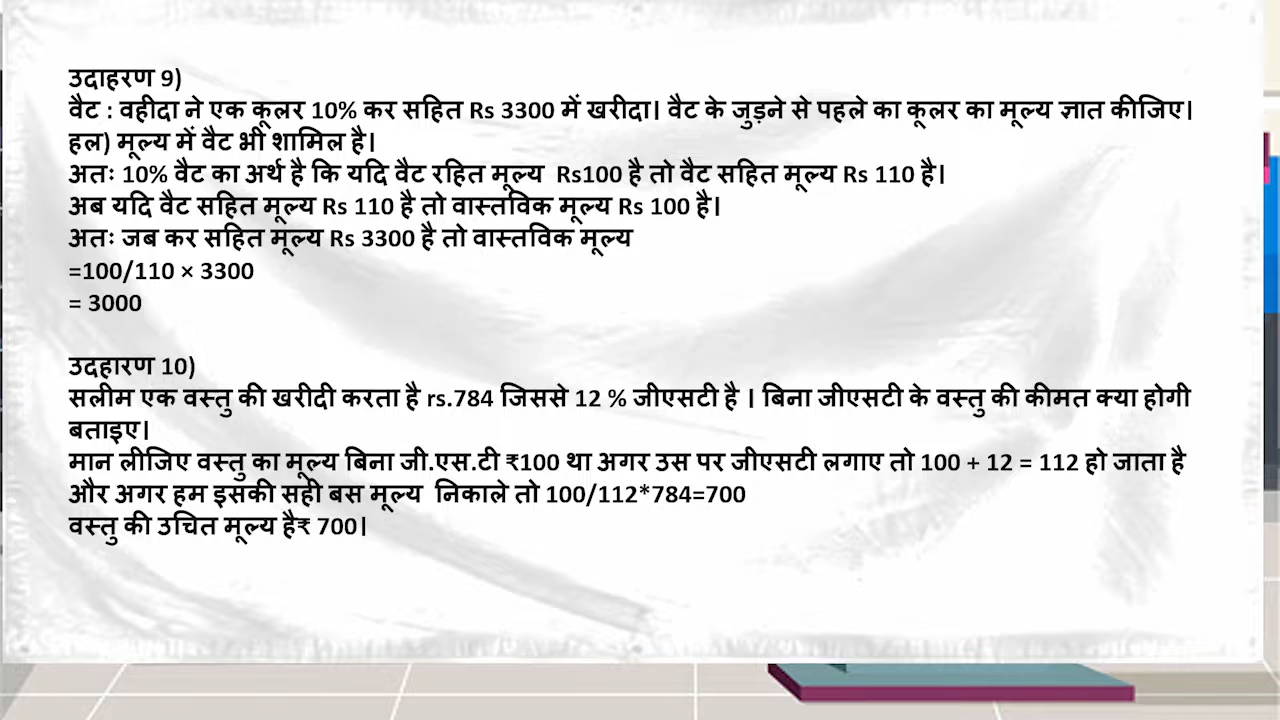 उदाहरण 9)
वैट : वहीदा ने एक कूलर 10% कर सहित Rs 3300 में खरीदा। वैट के जुड़ने से पहले का कूलर का मूल्य ज्ञात कीजिए।
हल) मूल्य में वैट भी शामिल है।
अतः 10% वैट का अर्थ है कि यदि वैट रहित मूल्य  Rs100 है तो वैट सहित मूल्य Rs 110 है।
अब यदि वैट सहित मूल्य Rs 110 है तो वास्तविक मूल्य Rs 100 है।
अतः जब कर सहित मूल्य Rs 3300 है तो वास्तविक मूल्य
=100/110 × 3300
= 3000
उदहारण 10)
सलीम एक वस्तु की खरीदी करता है rs.784 जिससे 12 % जीएसटी है । बिना जीएसटी के वस्तु की कीमत क्या होगी
बताइए।
मान लीजिए वस्तु का मूल्य बिना जी.एस.टी ₹100 था अगर उस पर जीएसटी लगाए तो 100 + 12 = 112 हो जाता है
और अगर हम इसकी सही बस मूल्य  निकाले तो 100/112*784=700
वस्तु की उचित मूल्य है₹ 700।